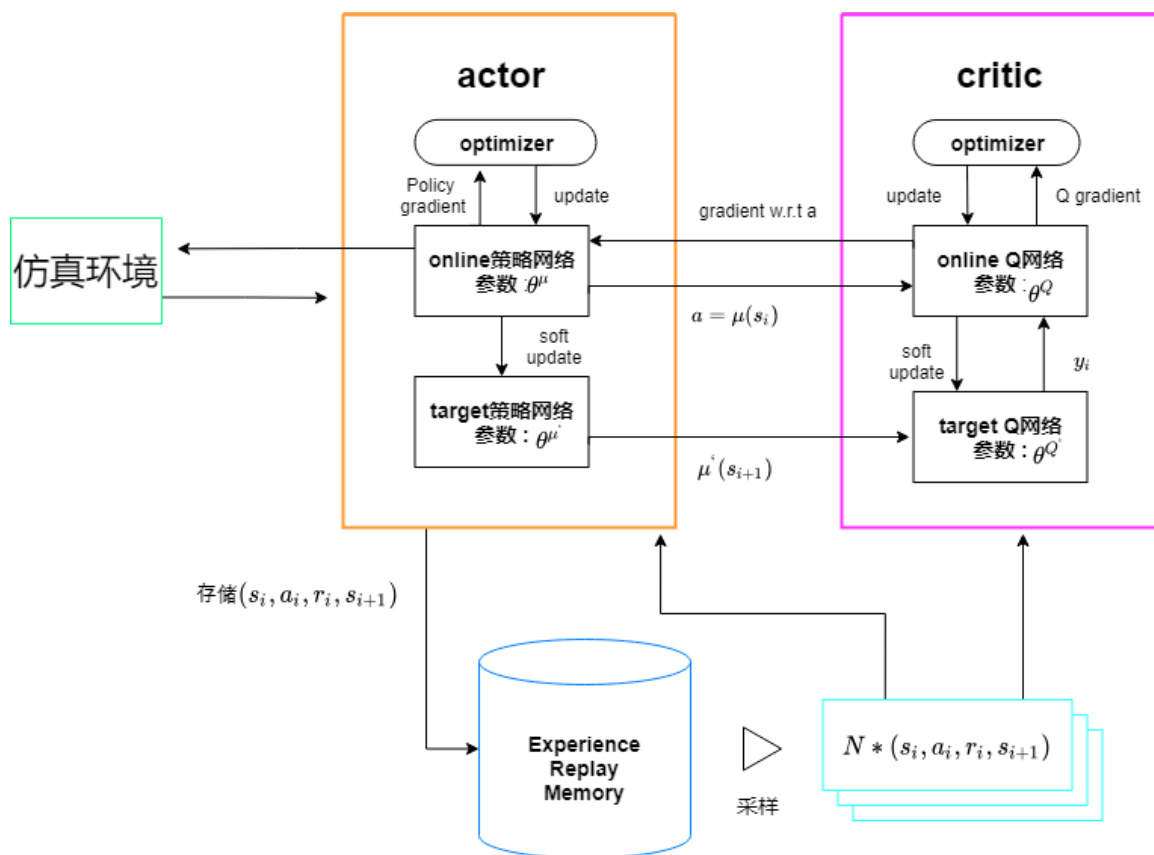 actor
critic
optimizer
optimizer
Policy
gradient
update
gradient w.r.t a
update
Q gradient
仿真环境
online策略网络
参数：θ^μ
online Q网络
参数：θ^Q
a = μ(s_i)
soft
update
soft
update
y_i
target策略网络
参数：θ^μ‘
target Q网络
参数：θ^Q‘
μ‘(s_{i+1})
存储(s_i, a_i, r_i, s_{i+1})
Experience
Replay
Memory
N * (s_i, a_i, r_i, s_{i+1})
采样